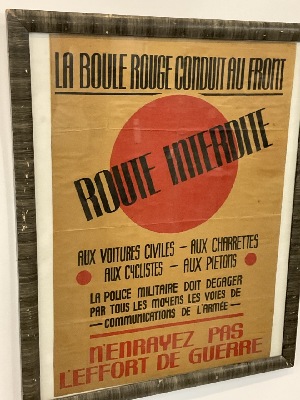 LA BOULE ROUGE CONDUIT AU FRONT
ROUTE INTERDITE
AUX VOITURES CIVILES - AUX CHARRETTES
AUX CYCLISTES - AUX PIETONS
LA POLICE MILITAIRE DOIT DEGAGER
PAR TOUS LES MOYENS LES VOIES DE
— COMMUNICATIONS DE L'ARMÉE —
N'ENRAYEZ PAS
L'EFFORT DE GUERRE